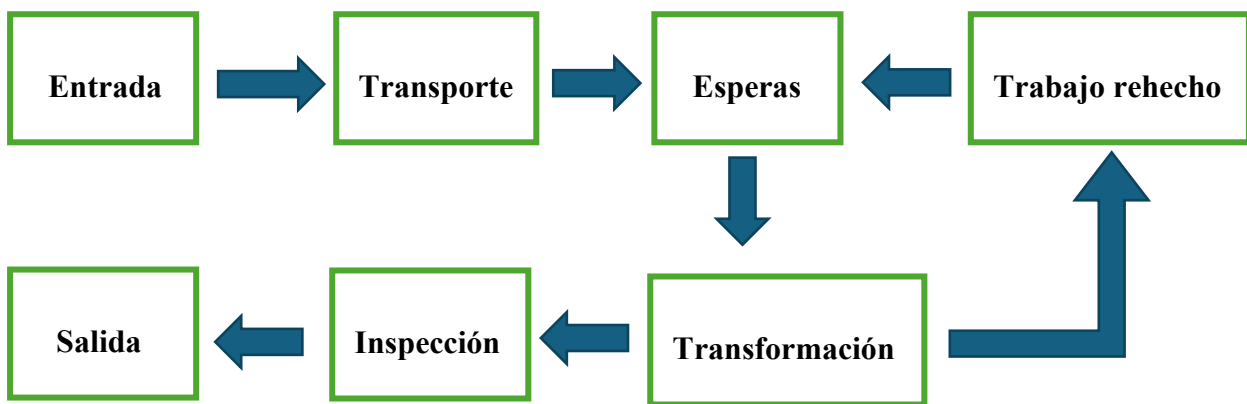 Entrada
Transporte
Esperas
Trabajo rehecho
Salida
Inspección
Transformación